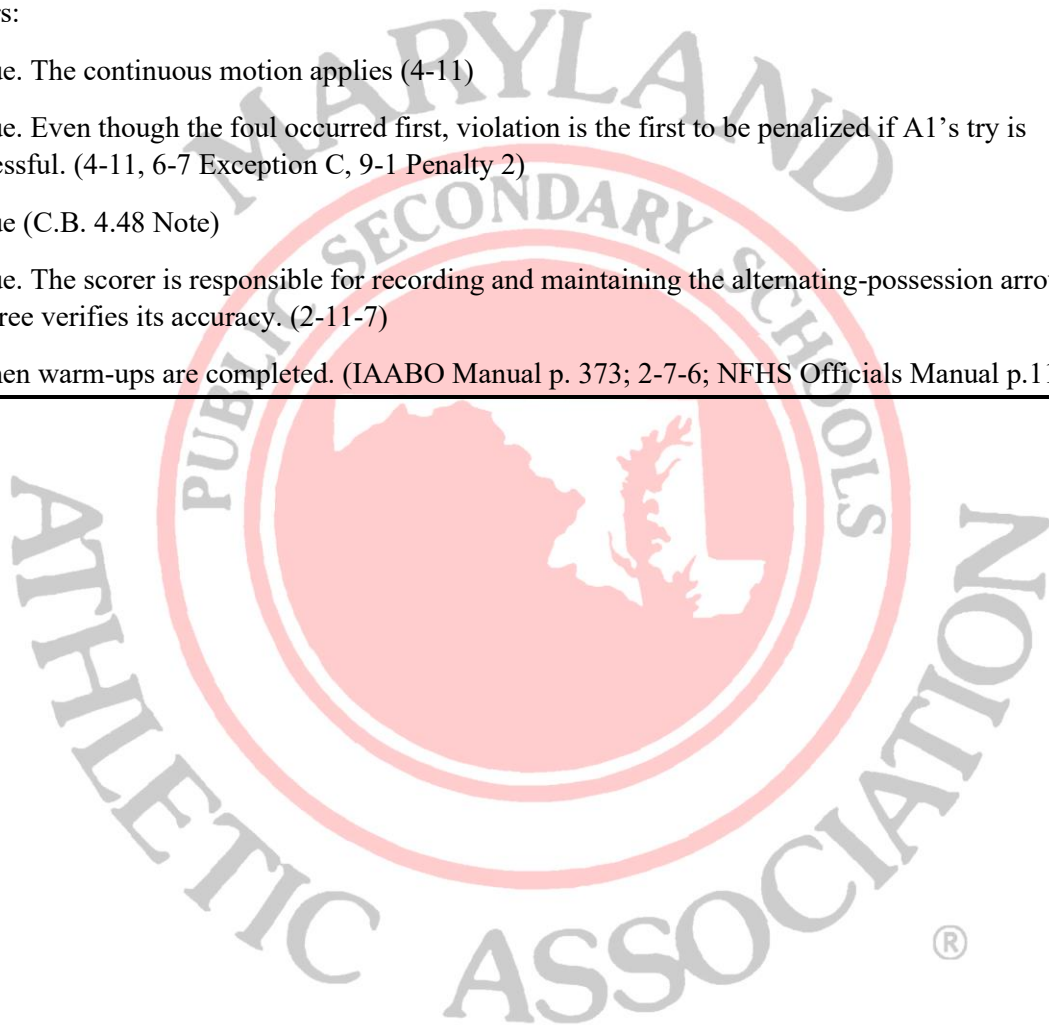 rs:
ue. The continuous motion applies (4-11)
ue. Even though the foul occurred first, violation is the first to be penalized if A1's try is
essful. (4-11, 6-7 Exception C, 9-1 Penalty 2)
ue (C.B. 4.48 Note)
ue. The scorer is responsible for recording and maintaining the alternating-possession arro
ree verifies its accuracy. (2-11-7)
hen warm-ups are completed. (IAABO Manual p. 373; 2-7-6; NFHS Officials Manual p.11
MARYLAND
PUBLIC SECONDARY SCHOOLS
ATHLETIC ASSOCIATION
®